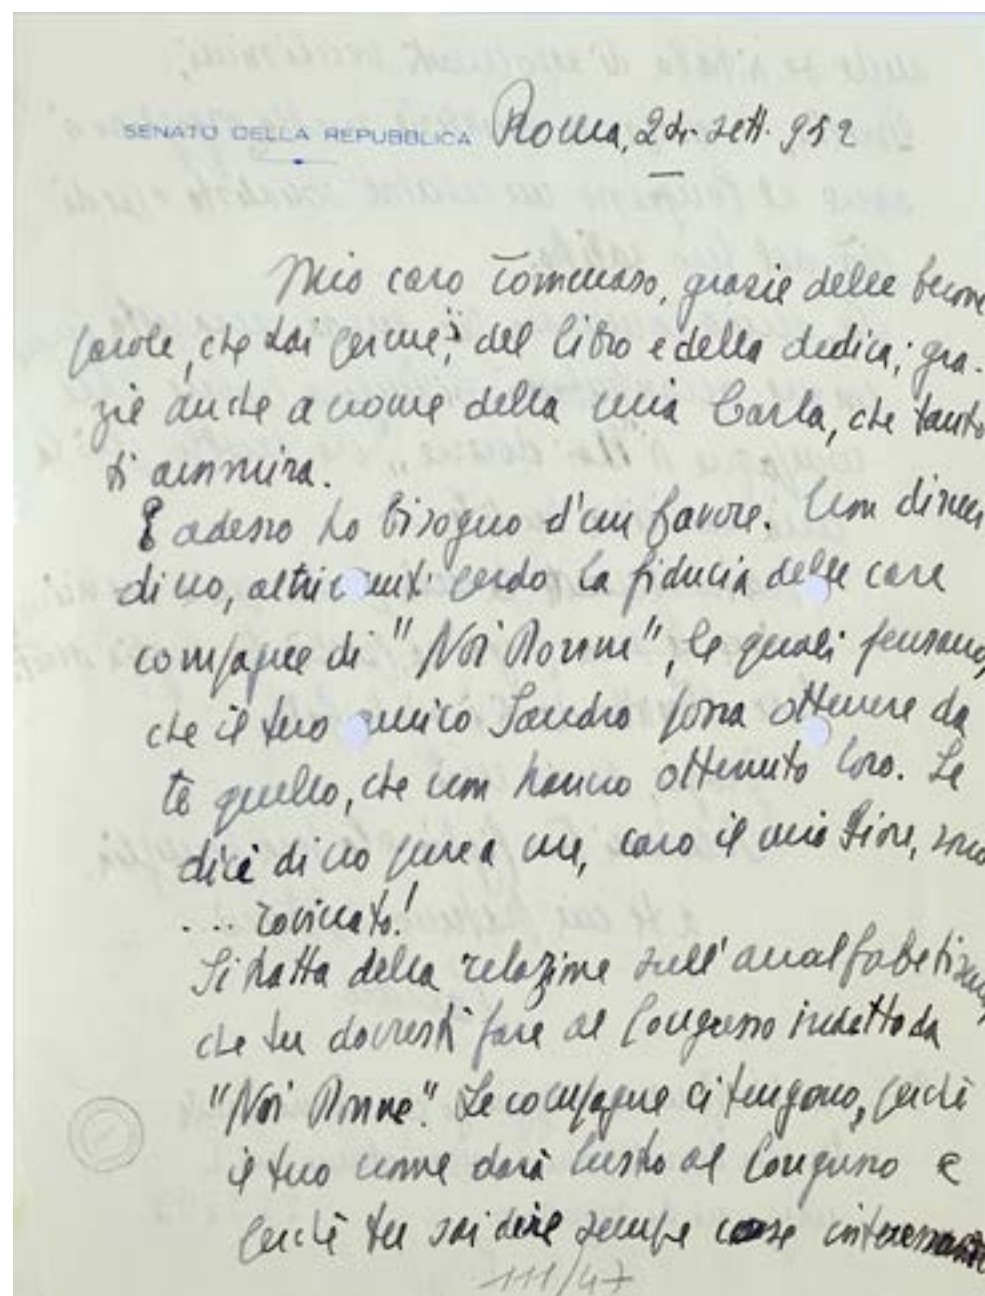 SENATO DELLA REPUBBLICA Roma, 24. sett. 952
Mio caro Tommaso, grazie delle buone
parole, che hai per me; del libro e della dedica; gra-
zie anche a nome della mia Carla, che tanto
ti ammira.
E adesso ho bisogno d'un favore. Non dirmi
di no, altrimenti perdo la fiducia delle care
compagne di "Noi Donne", le quali pensano,
che il tuo amico Sandro possa ottenere da
te quello, che non hanno ottenuto loro. Se
dici di no pure a me, caro il mio Fiore, sono
.... rovinato!
Si tratta della relazione sull'analfabetismo,
che tu dovresti fare al Congresso indetto da
"Noi Donne". Le compagne ci tengono, perchè
il tuo nome darà lustro al Congresso e
perchè tu sai dire sempre cose interessanti
111/47